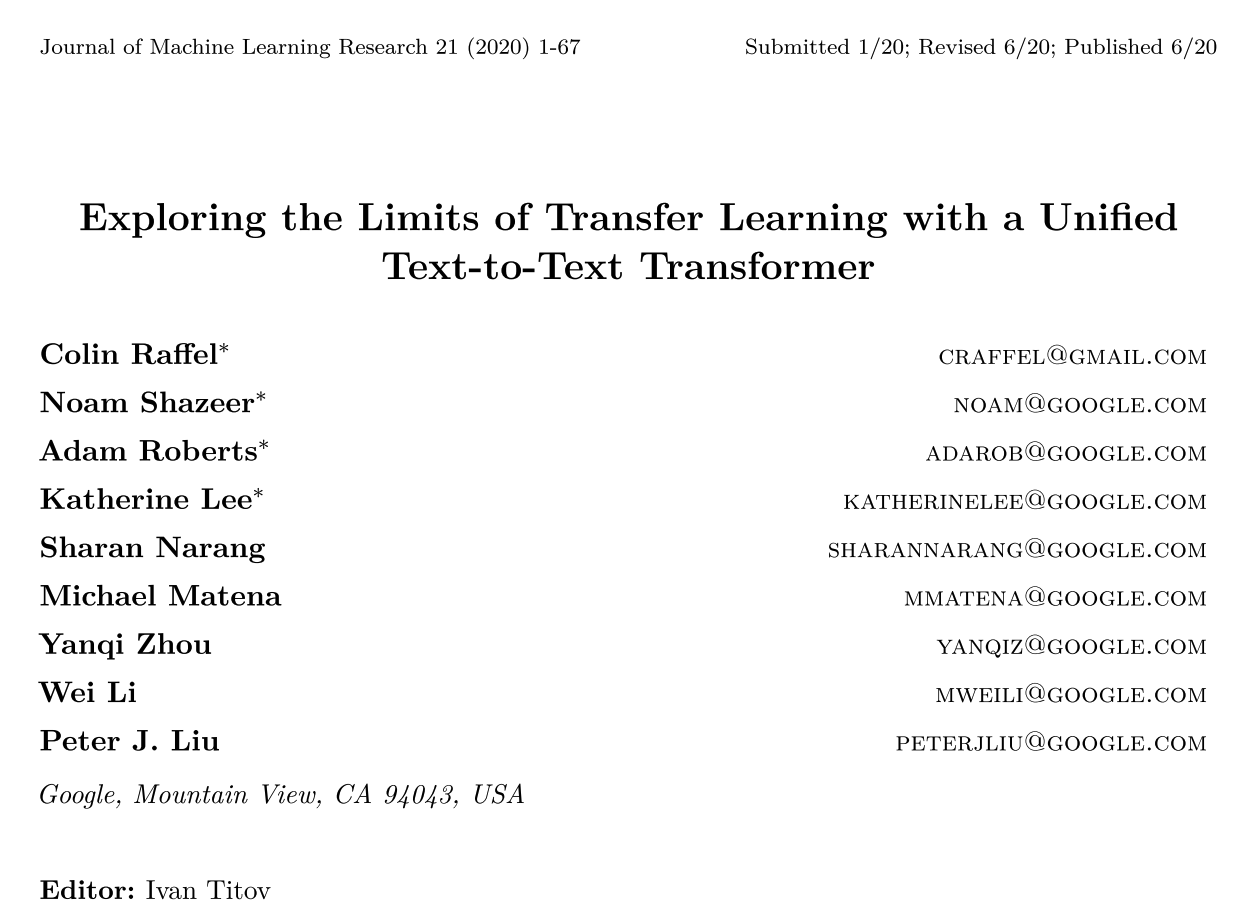 Journal of Machine Learning Research 21 (2020) 1-67 Submitted 1/20; Revised 6/20; Published 6/20
Exploring the Limits of Transfer Learning with a Unified
Text-to-Text Transformer
Colin Raffel* craffel@gmail.com
Noam Shazeer* noam@google.com
Adam Roberts* adarob@google.com
Katherine Lee* katherinelee@google.com
Sharan Narang sharannarang@google.com
Michael Matena mmatena@google.com
Yanqi Zhou yanqiz@google.com
Wei Li mweili@google.com
Peter J. Liu peterjliu@google.com
Google, Mountain View, CA 94043, USA
Editor: Ivan Titov